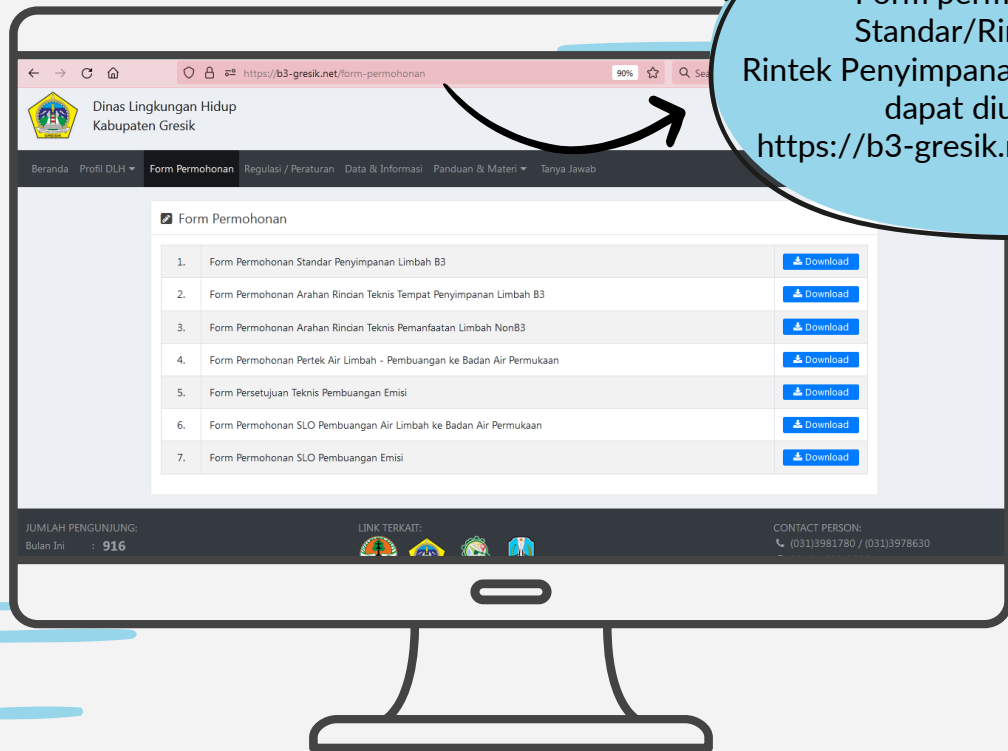 Form
Standar/
Rintek
dapat
https://b3-gresik.
https://b3-gresik.net/form-permohonan
90%
Dinas Lingkungan Hidup
Kabupaten Gresik
Beranda Profil DLH Form Permohonan Regulasi / Peraturan Data & Informasi Panduan & Materi Tanya Jawab
Form Permohonan
1. Form Permohonan Standar Penyimpanan Limbah B3 Download
2. Form Permohonan Arahan Rincian Teknis Tempat Penyimpanan Limbah B3 Download
3. Form Permohonan Arahan Rincian Teknis Pemanfaatan Limbah NonB3 Download
4. Form Permohonan Pertek Air Limbah - Pembuangan ke Badan Air Permukaan Download
5. Form Persetujuan Teknis Pembuangan Emisi Download
6. Form Permohonan SLO Pembuangan Air Limbah ke Badan Air Permukaan Download
7. Form Permohonan SLO Pembuangan Emisi Download
JUMLAH PENGUNJUNG: LINK TERKAIT: CONTACT PERSON:
Bulan Ini : 916 (031)3981780 / (031)3978630